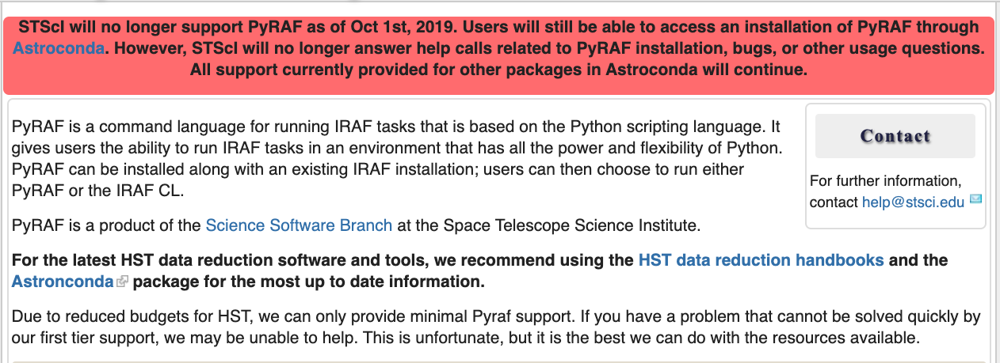 STScI will no longer support PyRAF as of Oct 1st, 2019. Users will still be able to access an installation of PyRAF through
Astroconda. However, STScI will no longer answer help calls related to PyRAF installation, bugs, or other usage questions.
All support currently provided for other packages in Astroconda will continue.
PyRAF is a command language for running IRAF tasks that is based on the Python scripting language. It
gives users the ability to run IRAF tasks in an environment that has all the power and flexibility of Python.
PyRAF can be installed along with an existing IRAF installation; users can then choose to run either
PyRAF or the IRAF CL.
PyRAF is a product of the Science Software Branch at the Space Telescope Science Institute.
For the latest HST data reduction software and tools, we recommend using the HST data reduction handbooks and the
Astronconda package for the most up to date information.
Due to reduced budgets for HST, we can only provide minimal Pyraf support. If you have a problem that cannot be solved quickly by
our first tier support, we may be unable to help. This is unfortunate, but it is the best we can do with the resources available.
Contact
For further information,
contact help@stsci.edu